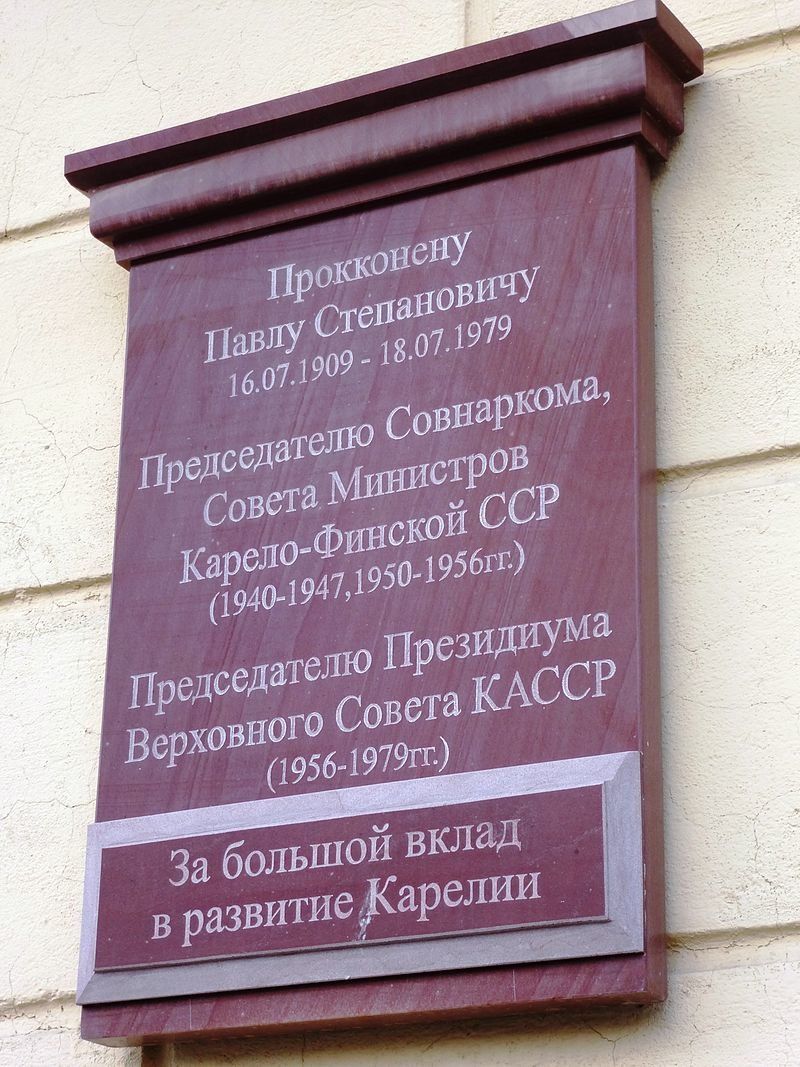 Прокконену
Павлу Степановичу
16.07.1909 - 18.07.1979
Председателю Совнаркома,
Совета Министров
Карело-Финской ССР
(1940-1947,1950-1956гг.)
Председателю Президиума
Верховного Совета КАССР
(1956-1979гг.)
За большой вклад
в развитие Карелии